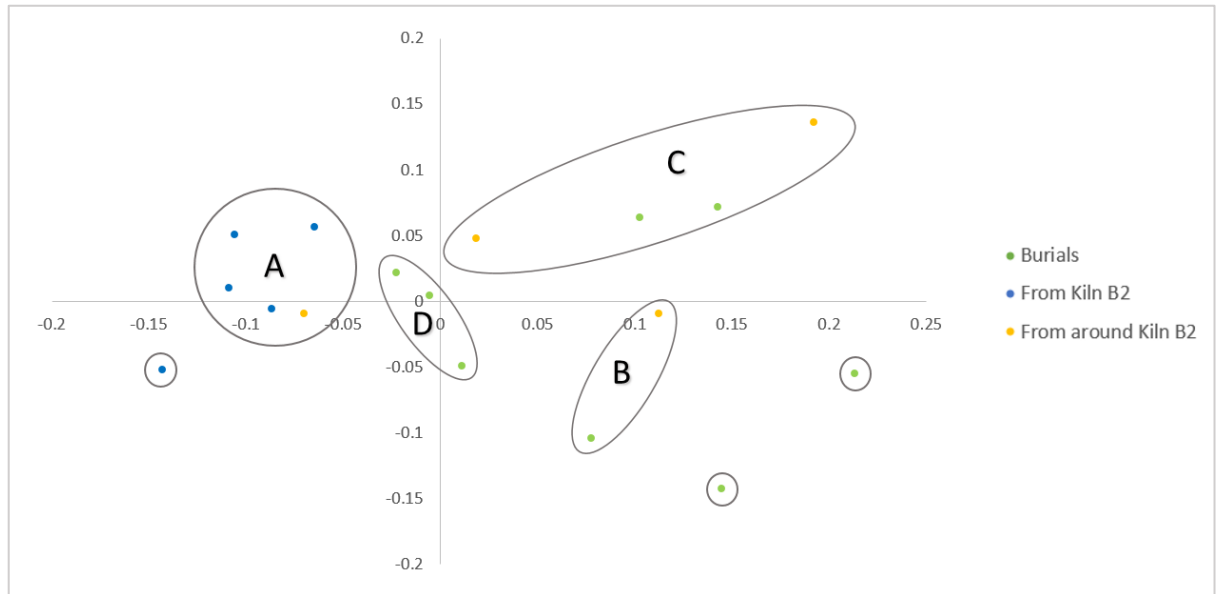 0.2
0.15
C
0.1
0.05
A
-0.2 -0.15 -0.1 -0.05 0 0 0.05 0.1 0.15 0.2 0.25
D
B
-0.05
-0.1
-0.15
-0.2
Burials
From Kiln B2
From around Kiln B2